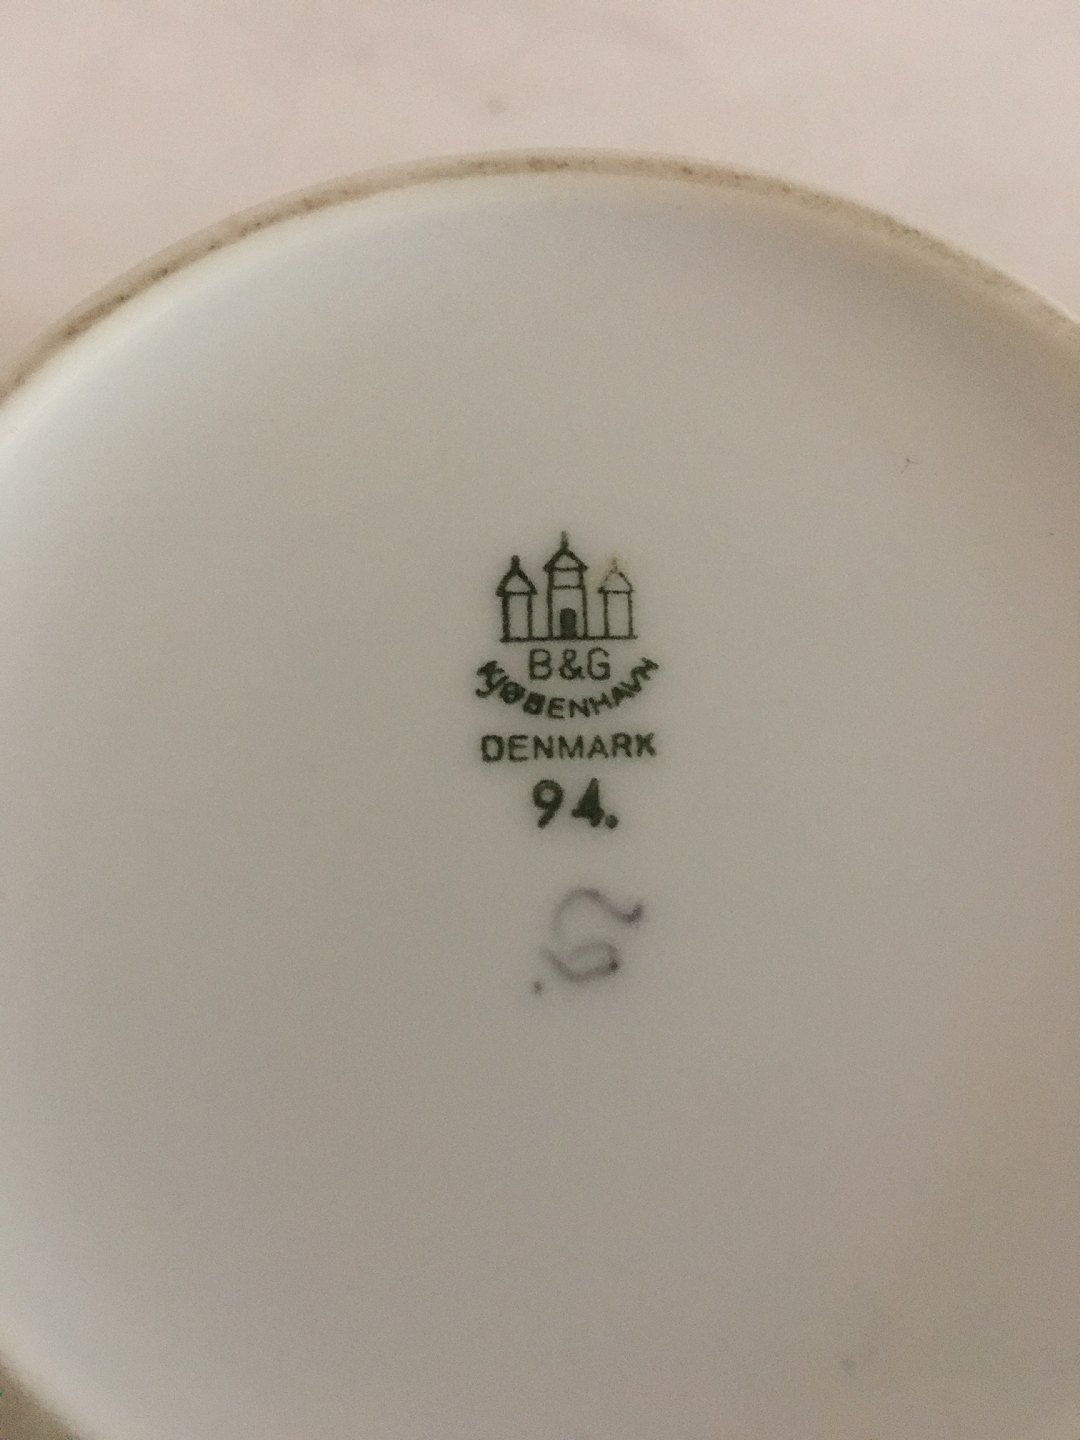 B&G
KJØBENHAVN
DENMARK
94.